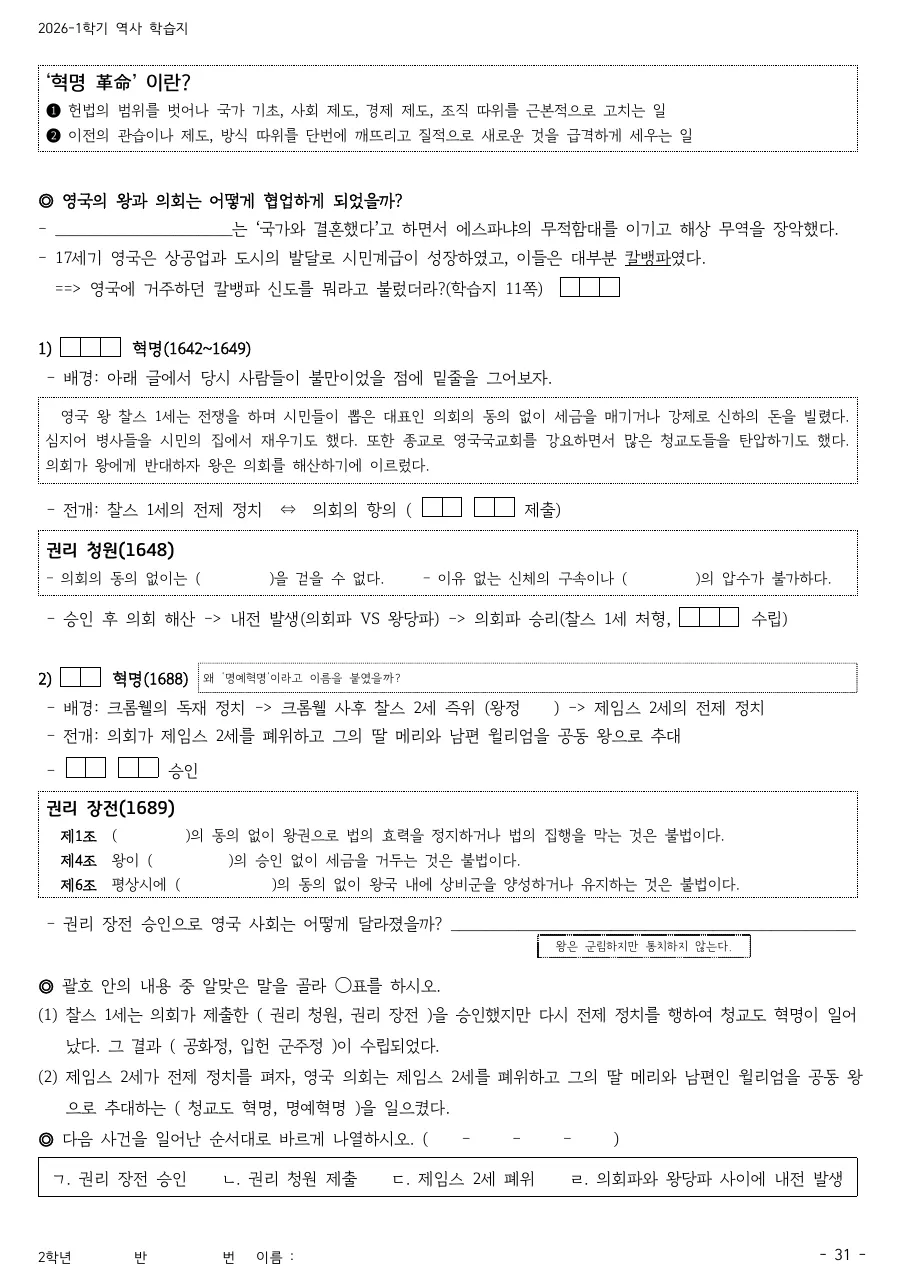 2026-1학기 역사 학습지
‘혁명 革命’ 이란?
❶ 헌법의 범위를 벗어나 국가 기초, 사회 제도, 경제 제도, 조직 따위를 근본적으로 고치는 일
❷ 이전의 관습이나 제도, 방식 따위를 단번에 깨뜨리고 질적으로 새로운 것을 급격하게 세우는 일
◎ 영국의 왕과 의회는 어떻게 협업하게 되었을까?
- ____________________는 ‘국가와 결혼했다’고 하면서 에스파냐의 무적함대를 이기고 해상 무역을 장악했다.
- 17세기 영국은 상공업과 도시의 발달로 시민계급이 성장하였고, 이들은 대부분 칼뱅파였다.
==> 영국에 거주하던 칼뱅파 신도를 뭐라고 불렀더라?(학습지 11쪽)
1) 혁명(1642~1649)
- 배경: 아래 글에서 당시 사람들이 불만이었을 점에 밑줄을 그어보자.
영국 왕 찰스 1세는 전쟁을 하며 시민들이 뽑은 대표인 의회의 동의 없이 세금을 매기거나 강제로 신하의 돈을 빌렸다.
심지어 병사들을 시민의 집에서 재우기도 했다. 또한 종교로 영국국교회를 강요하면서 많은 청교도들을 탄압하기도 했다.
의회가 왕에게 반대하자 왕은 의회를 해산하기에 이르렀다.
- 전개: 찰스 1세의 전제 정치 ⇔ 의회의 항의 ( 제출)
권리 청원(1648)
- 의회의 동의 없이는 ( )을 걷을 수 없다. - 이유 없는 신체의 구속이나 ( )의 압수가 불가하다.
- 승인 후 의회 해산 -> 내전 발생(의회파 VS 왕당파) -> 의회파 승리(찰스 1세 처형, 수립)
2) 혁명(1688) 왜 ‘명예혁명’이라고 이름을 붙였을까?
- 배경: 크롬웰의 독재 정치 -> 크롬웰 사후 찰스 2세 즉위 (왕정 ) -> 제임스 2세의 전제 정치
- 전개: 의회가 제임스 2세를 폐위하고 그의 딸 메리와 남편 윌리엄을 공동 왕으로 추대
- 승인
권리 장전(1689)
제1조 ( )의 동의 없이 왕권으로 법의 효력을 정지하거나 법의 집행을 막는 것은 불법이다.
제4조 왕이 ( )의 승인 없이 세금을 거두는 것은 불법이다.
제6조 평상시에 ( )의 동의 없이 왕국 내에 상비군을 양성하거나 유지하는 것은 불법이다.
- 권리 장전 승인으로 영국 사회는 어떻게 달라졌을까? ____________________
왕은 군림하지만 통치하지 않는다.
◎ 괄호 안의 내용 중 알맞은 말을 골라 ○표를 하시오.
(1) 찰스 1세는 의회가 제출한 ( 권리 청원, 권리 장전 )을 승인했지만 다시 전제 정치를 행하여 청교도 혁명이 일어
났다. 그 결과 ( 공화정, 입헌 군주정 )이 수립되었다.
(2) 제임스 2세가 전제 정치를 펴자, 영국 의회는 제임스 2세를 폐위하고 그의 딸 메리와 남편인 윌리엄을 공동 왕
으로 추대하는 ( 청교도 혁명, 명예혁명 )을 일으켰다.
◎ 다음 사건을 일어난 순서대로 바르게 나열하시오. ( - - - )
ㄱ. 권리 장전 승인 ㄴ. 권리 청원 제출 ㄷ. 제임스 2세 폐위 ㄹ. 의회파와 왕당파 사이에 내전 발생
2학년 반 번 이름 :
- 31 -